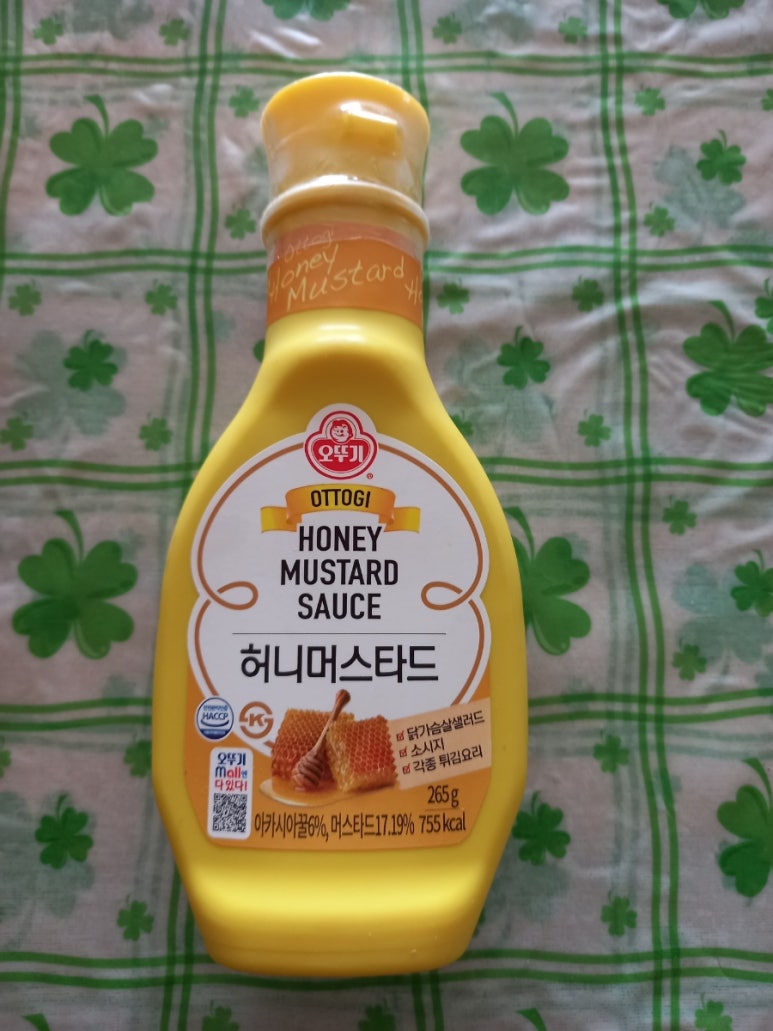 Honey
Mustard
오뚜기
OTTOGI
HONEY
MUSTARD
SAUCE
허니머스타드
HACCP
K
닭가슴살샐러드
소시지
각종 튀김요리
오뚜기
mall엔
다있다!
265g
아카시아꿀6%, 머스타드17.19% 755 kcal